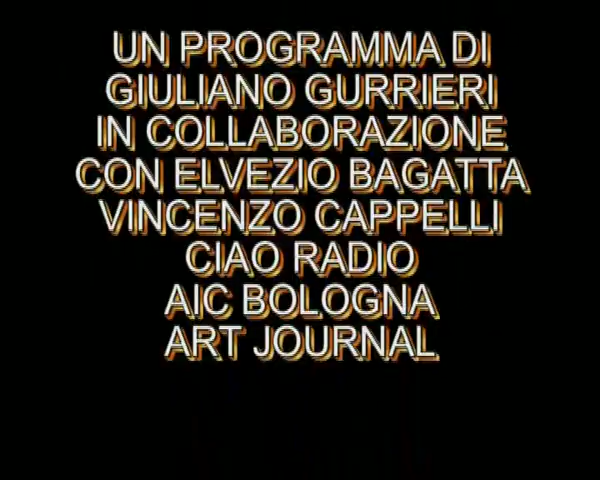 UN PROGRAMMA DI
GIULIANO GURRIERI
IN COLLABORAZIONE
CON ELVEZIO BAGATTA
VINCENZO CAPPELLI
CIAO RADIO
AIC BOLOGNA
ART JOURNAL